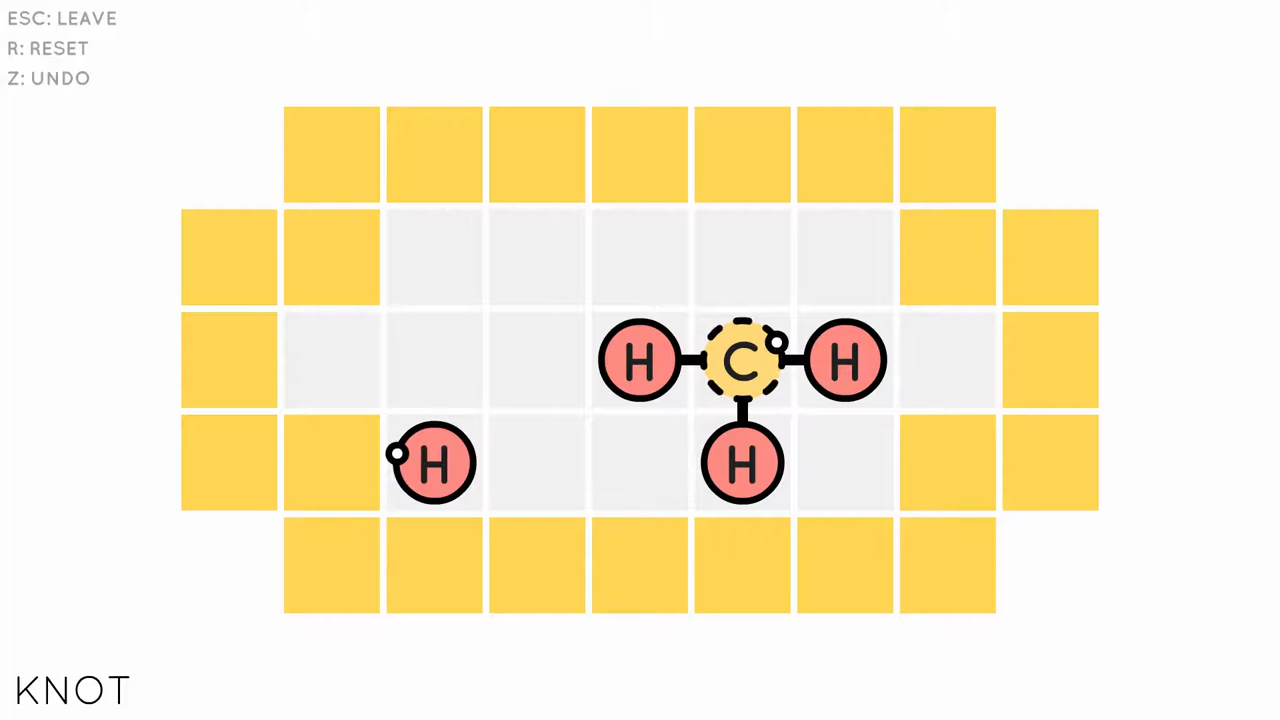 ESC: LEAVE
R: RESET
Z: UNDO
H C H
H H
KNOT